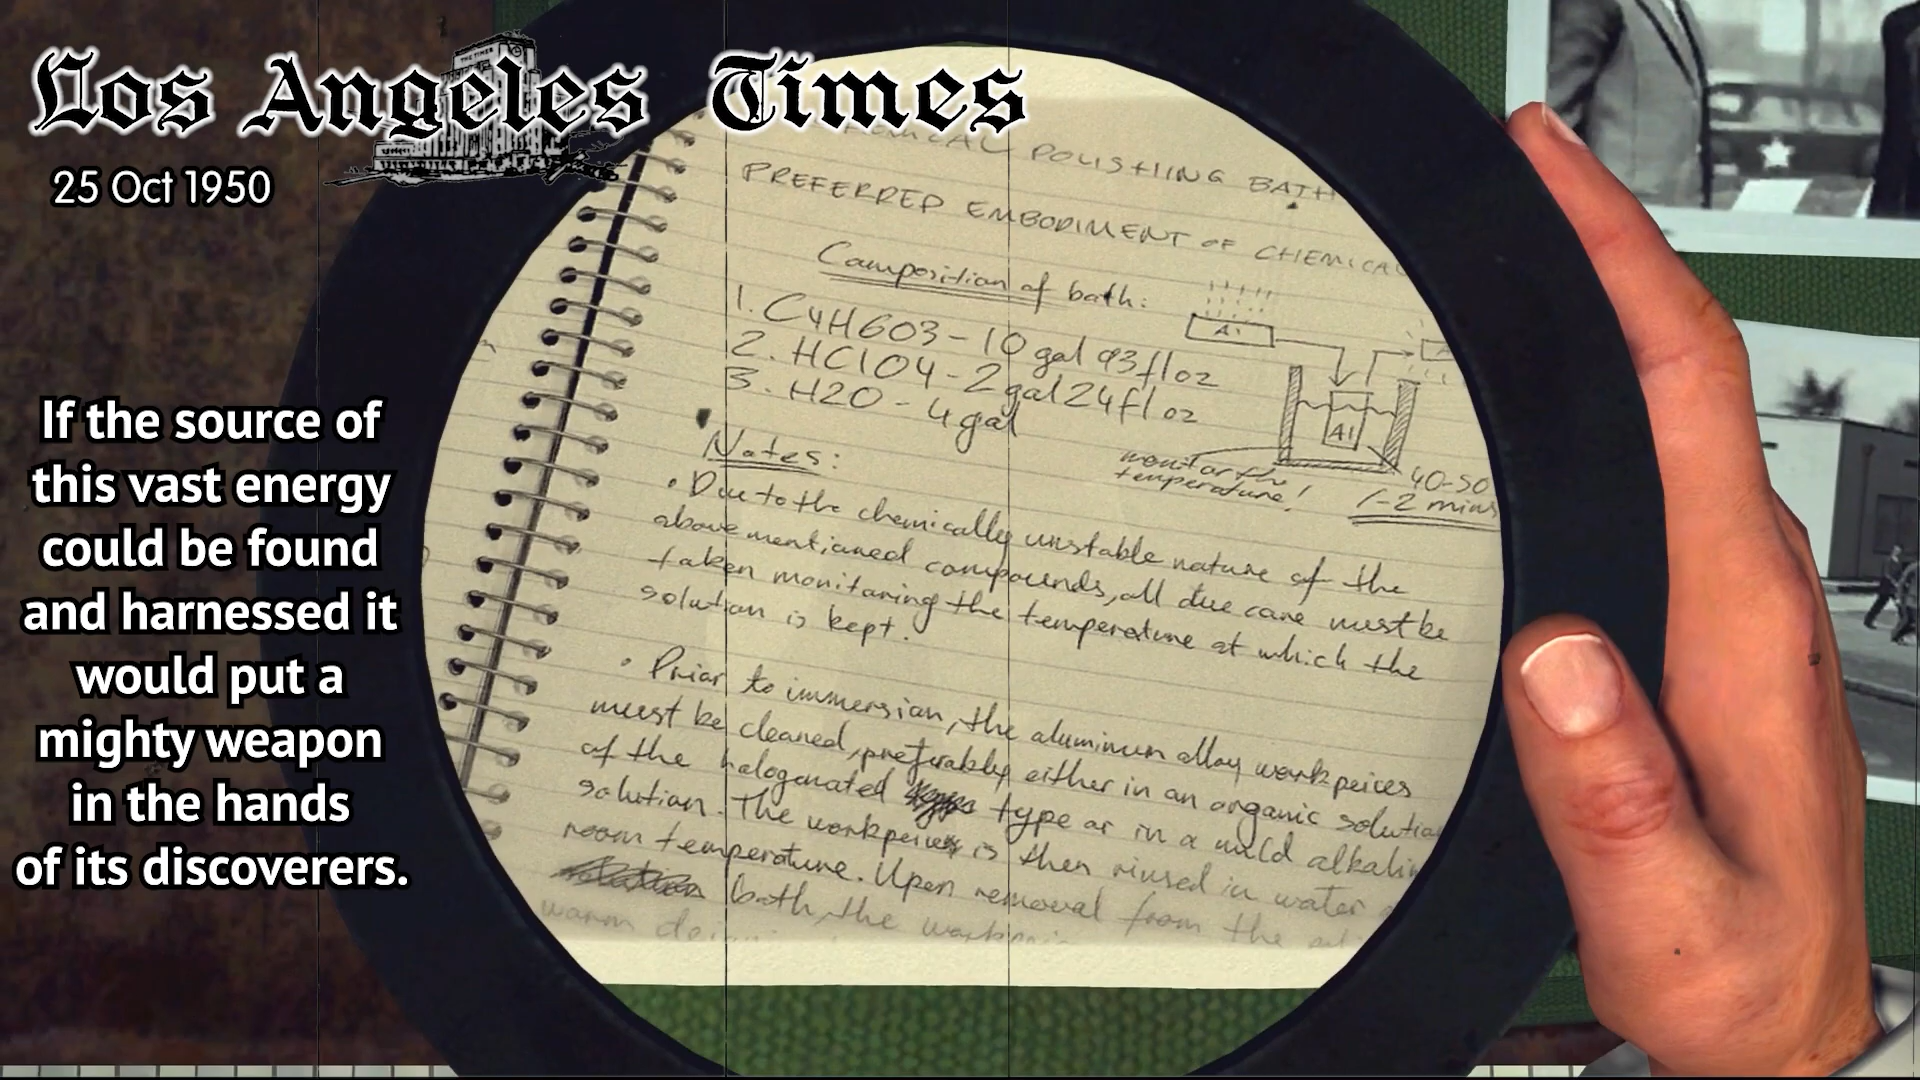 Los Angeles Times
25 Oct 1950
If the source of
this vast energy
could be found
and harnessed it
would put a
mighty weapon
in the hands
of its discoverers.
POLISHING BATH
PREFERRED EMBODIMENT OF CHEMICAL
Composition of bath:
1. C4H6O3 - 10 gal 93 fl oz
2. HClO4 - 2 gal 24 fl oz
3. H2O - 4 gal
Al
Al
monitor the
temperature!
40-50
1-2 mins
Notes:
• Due to the chemically unstable nature of the
above mentioned compounds, all due care must be
taken monitoring the temperature at which the
solution is kept.
• Prior to immersion, the aluminum alloy workpeices
must be cleaned, preferably either in an organic solution
of the halogonated type or in a mild alkalin
solution. The workpeices is then rinsed in water
room temperature. Upon removal from the
bath, the
warm